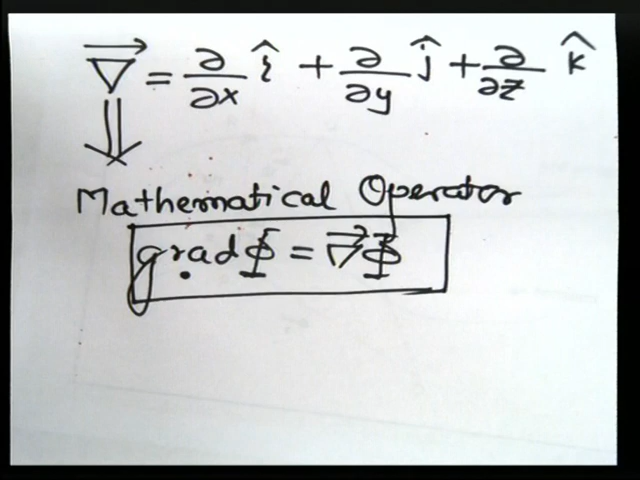 ∇⃗ = ∂/∂x î + ∂/∂y ĵ + ∂/∂z k̂
Mathematical Operator
grad Φ = ∇⃗Φ